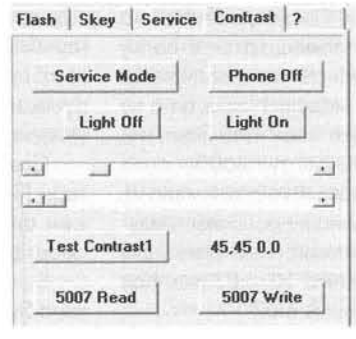 Flash Skey Service Contrast ?
Service Mode Phone Off
Light Off Light On
Test Contrast1 45,45 0,0
5007 Read 5007 Write